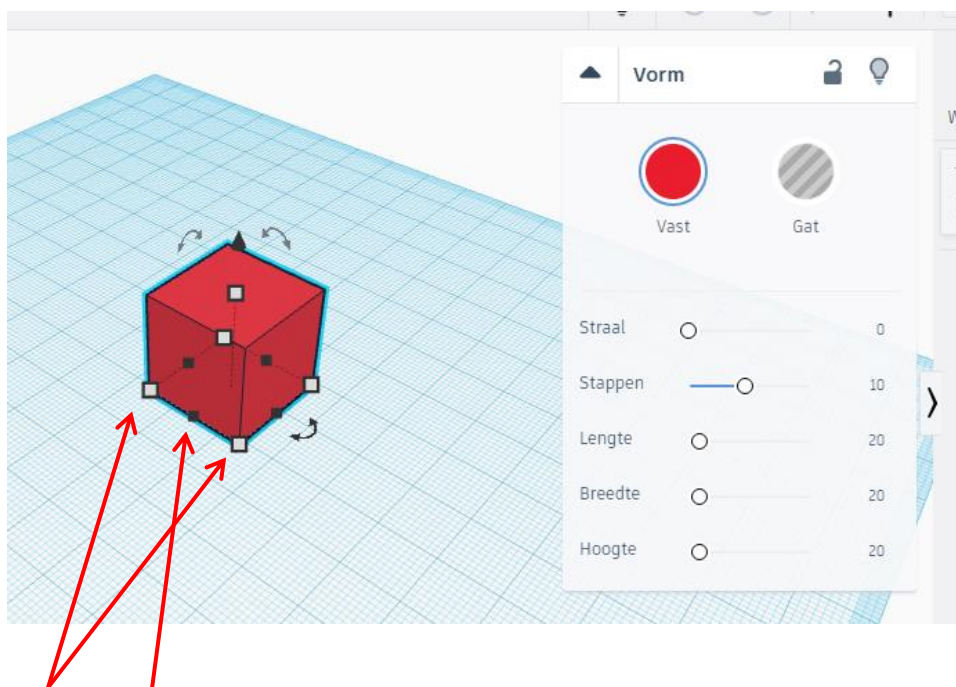 Vorm
Vast Gat
Straal 0
Stappen 10
Lengte 20
Breedte 20
Hoogte 20